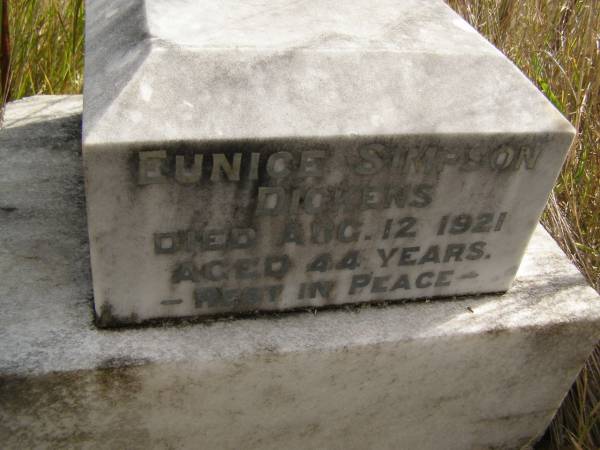 EUNICE SIMPSON
DICKENS
DIED AUG. 12 1921
AGED 44 YEARS.
– REST IN PEACE –